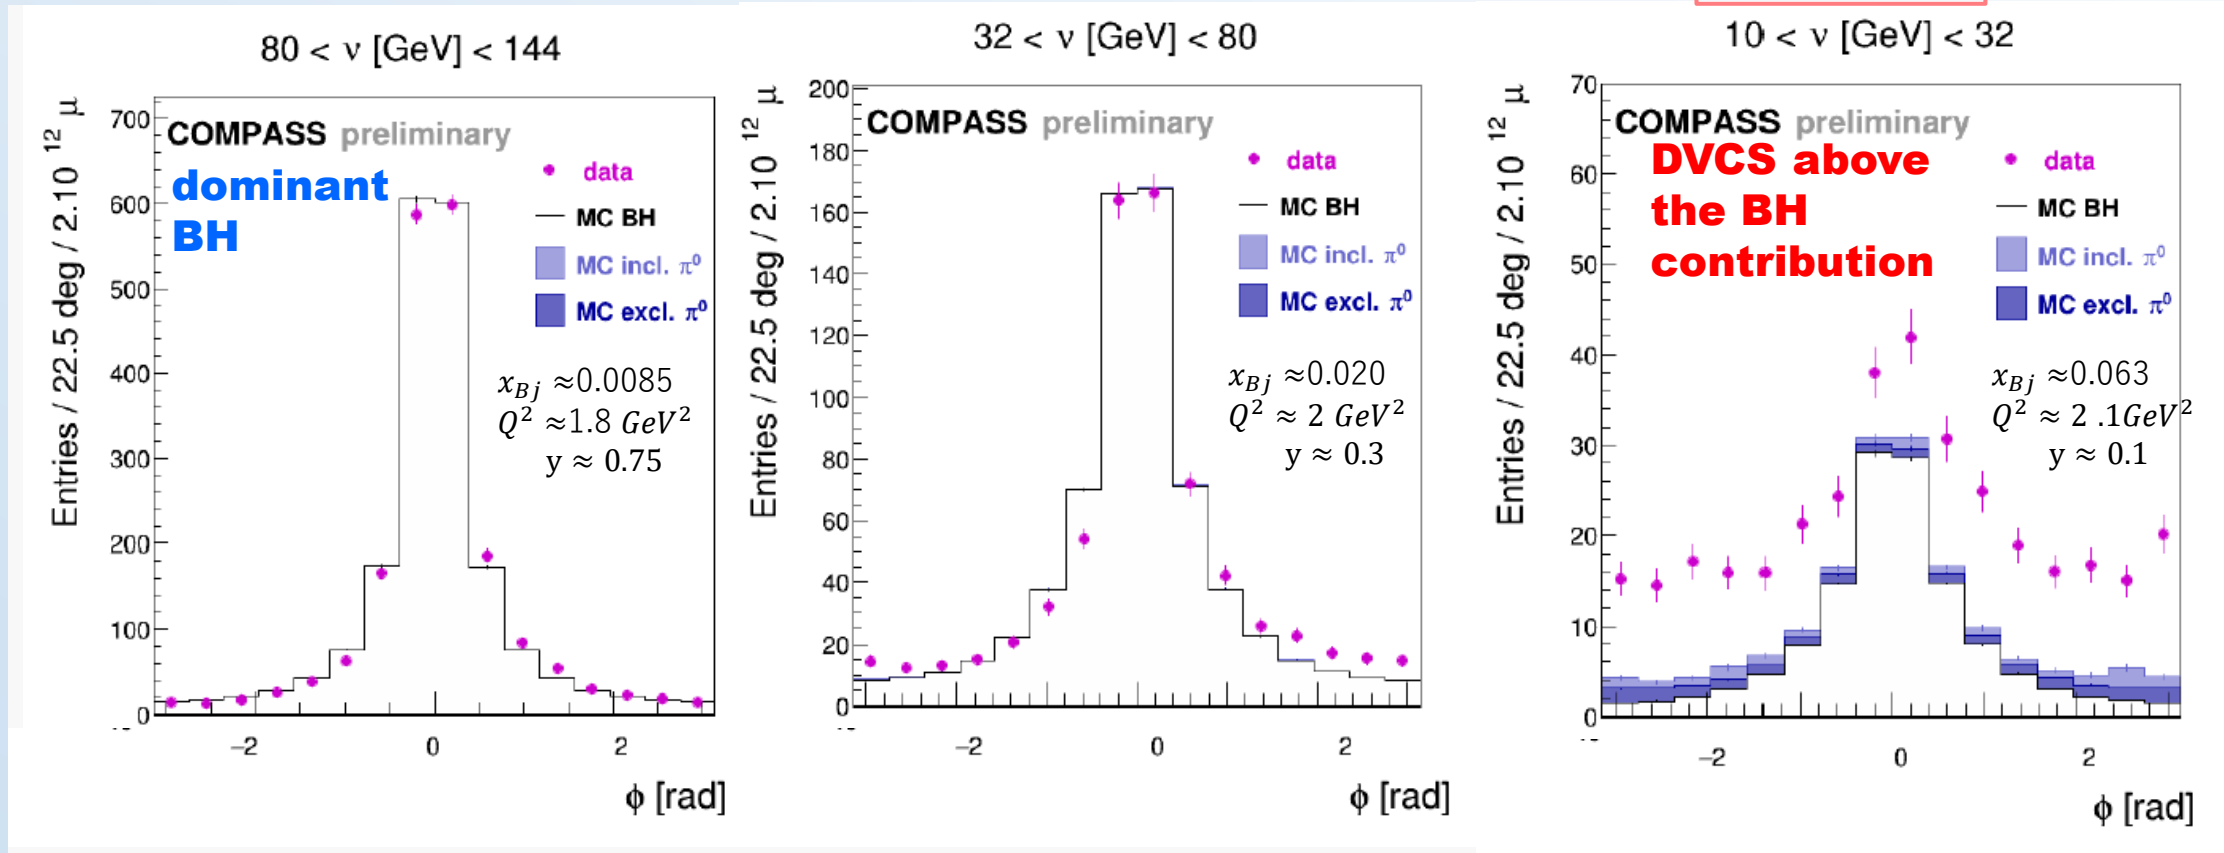 80 < ν [GeV] < 144
Entries / 22.5 deg / 2.10 ¹² μ
700
600
500
400
300
200
100
0
COMPASS preliminary
dominant
BH
data
MC BH
MC incl. π⁰
MC excl. π⁰
x_Bj ≈0.0085
Q² ≈1.8 GeV²
y ≈ 0.75
−2 0 2
ϕ [rad]
32 < ν [GeV] < 80
Entries / 22.5 deg / 2.10 ¹² μ
200
180
160
140
120
100
80
60
40
20
0
COMPASS preliminary
data
MC BH
MC incl. π⁰
MC excl. π⁰
x_Bj ≈0.020
Q² ≈ 2 GeV²
y ≈ 0.3
−2 0 2
ϕ [rad]
10 < ν [GeV] < 32
Entries / 22.5 deg / 2.10 ¹² μ
70
60
50
40
30
20
10
0
COMPASS preliminary
DVCS above
the BH
contribution
data
MC BH
MC incl. π⁰
MC excl. π⁰
x_Bj ≈0.063
Q² ≈ 2 .1GeV²
y ≈ 0.1
−2 0 2
ϕ [rad]